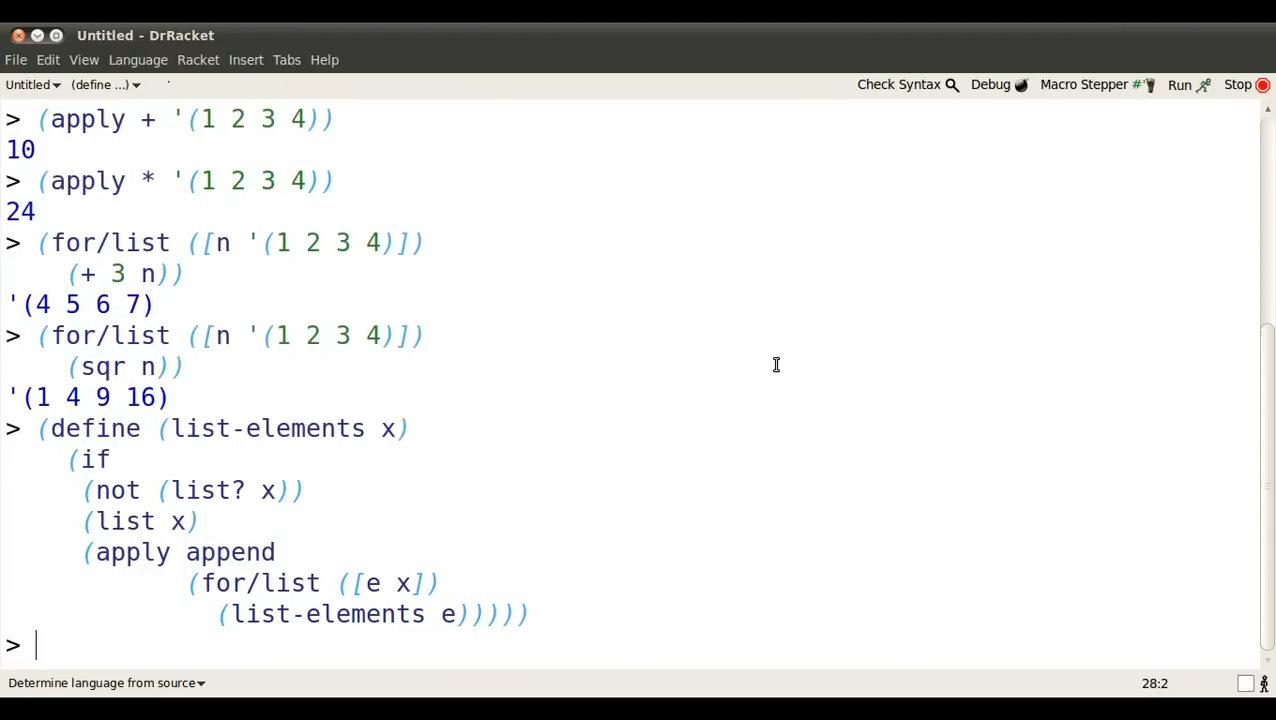 Untitled - DrRacket
File Edit View Language Racket Insert Tabs Help
Untitled (define ...) Check Syntax Debug Macro Stepper #' Run Stop
> (apply + '(1 2 3 4))
10
> (apply * '(1 2 3 4))
24
> (for/list ([n '(1 2 3 4)])
(+ 3 n))
'(4 5 6 7)
> (for/list ([n '(1 2 3 4)])
(sqr n))
'(1 4 9 16)
> (define (list-elements x)
(if
(not (list? x))
(list x)
(apply append
(for/list ([e x])
(list-elements e)))))
>
Determine language from source 28:2